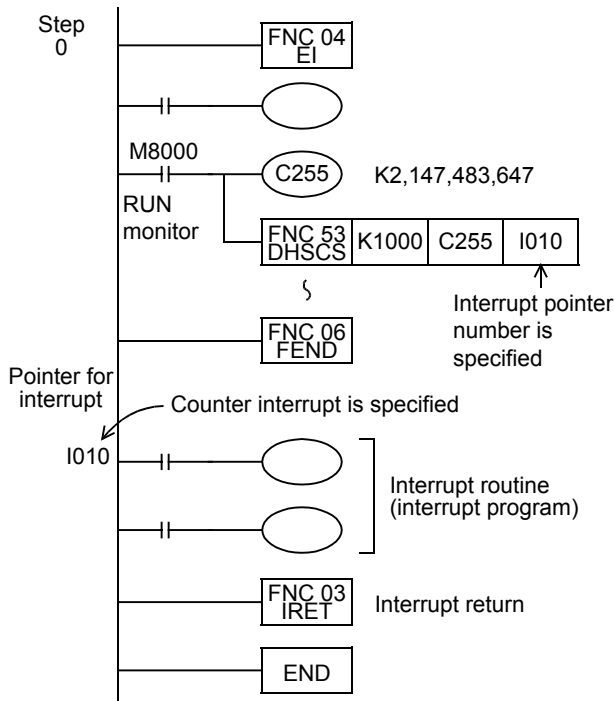 Step
0
FNC 04
EI
M8000
C255
K2,147,483,647
RUN
monitor
FNC 53
DHSCS
K1000
C255
I010
Interrupt pointer
number is
specified
FNC 06
FEND
Pointer for
interrupt
Counter interrupt is specified
I010
Interrupt routine
(interrupt program)
FNC 03
IRET
Interrupt return
END